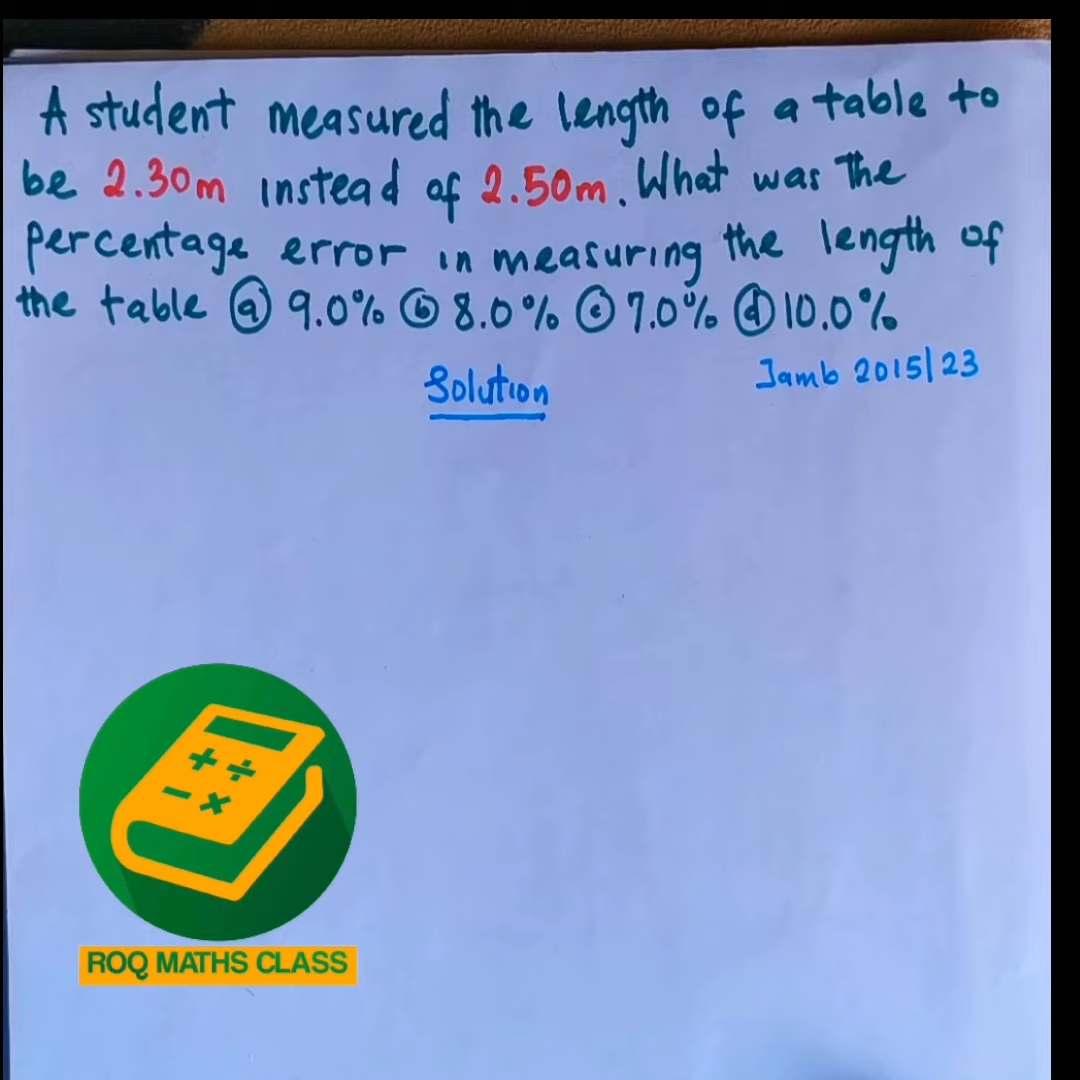 A student measured the length of a table to
be 2.30m instead of 2.50m. What was the
percentage error in measuring the length of
the table ⓐ 9.0% ⓑ 8.0% ⓒ 7.0% ⓓ 10.0%
Solution
Jamb 2015/23
+ ÷
- ×
ROQ MATHS CLASS